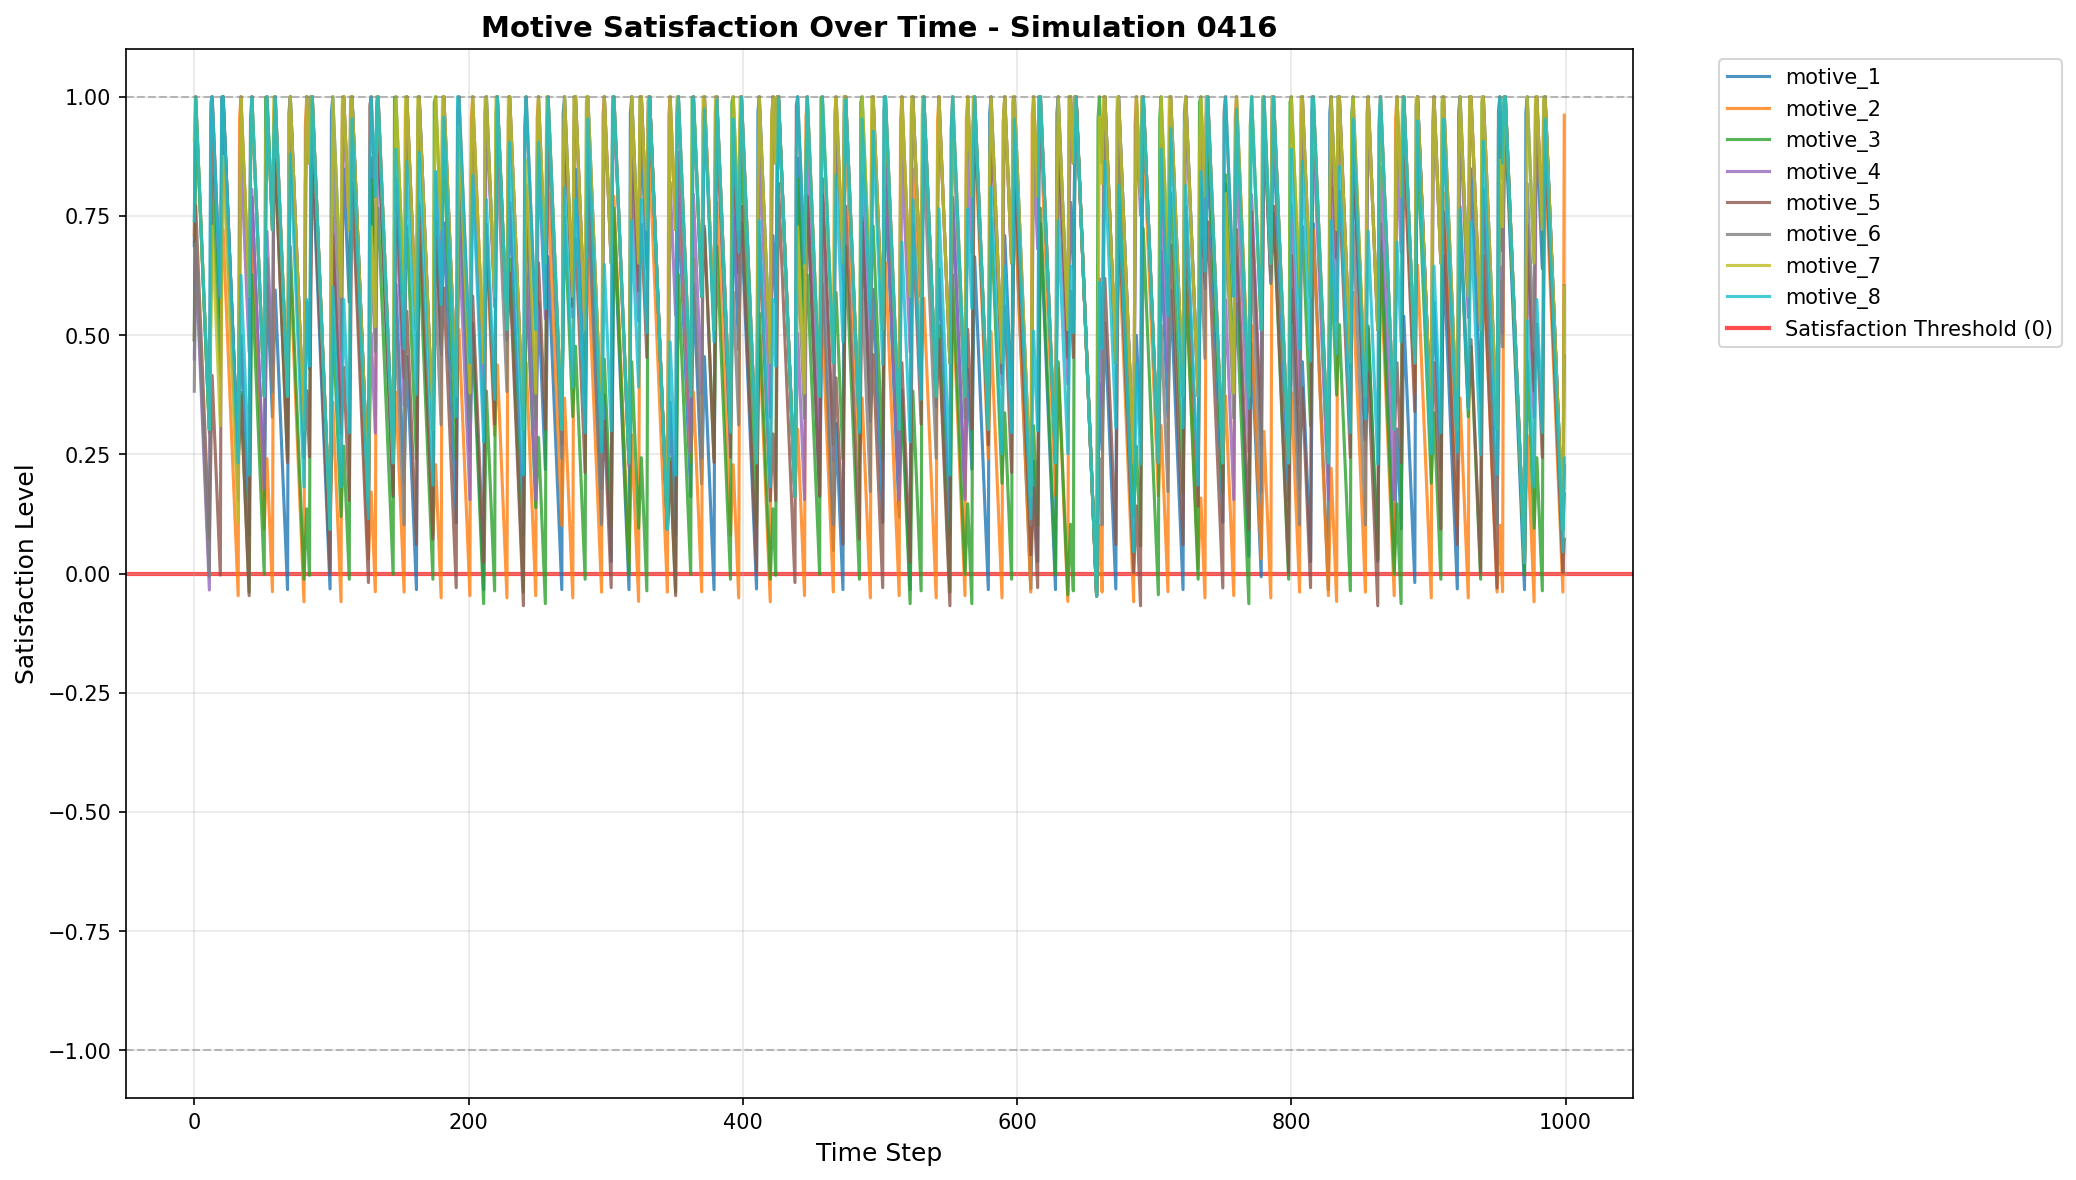 Motive Satisfaction Over Time - Simulation 0416
motive_1
motive_2
motive_3
motive_4
motive_5
motive_6
motive_7
motive_8
Satisfaction Threshold (0)
Satisfaction Level
1.00
0.75
0.50
0.25
0.00
−0.25
−0.50
−0.75
−1.00
0
200
400
600
800
1000
Time Step